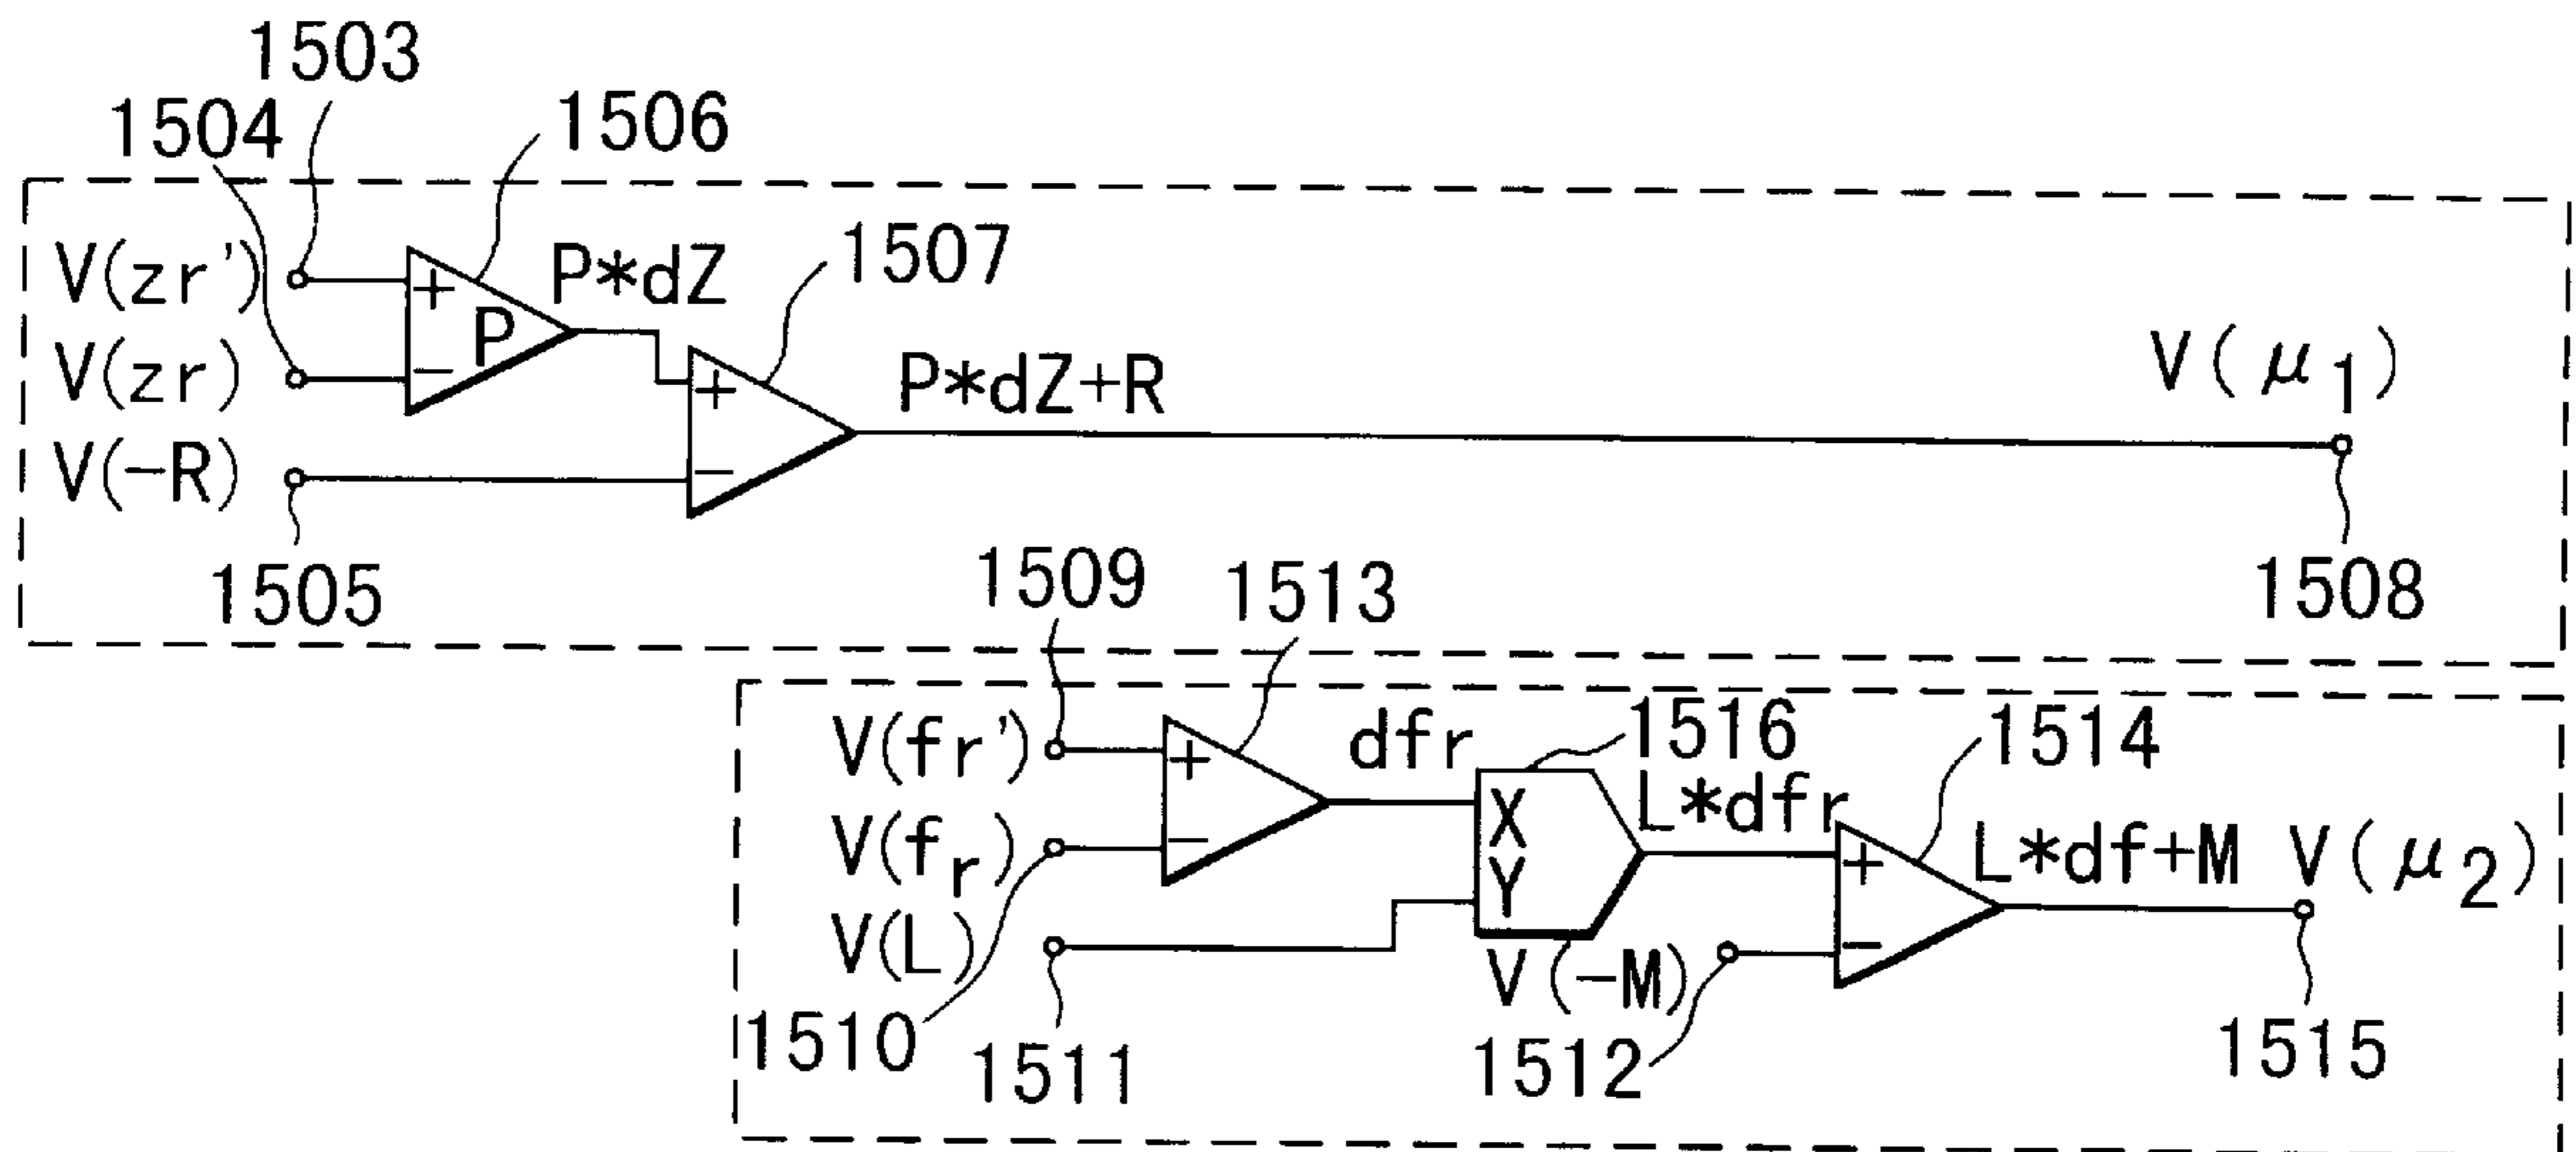 1503
1504
1506
V(zr')
+
P*dZ
1507
P
V(zr)
−
+
P*dZ+R
V(μ1)
V(-R)
−
1505
1508
1509
1513
V(fr')
+
dfr
1516
1514
X
L*dfr
V(fr)
−
Y
+
L*df+M
V(μ2)
V(L)
V(-M)
−
1510
1511
1512
1515